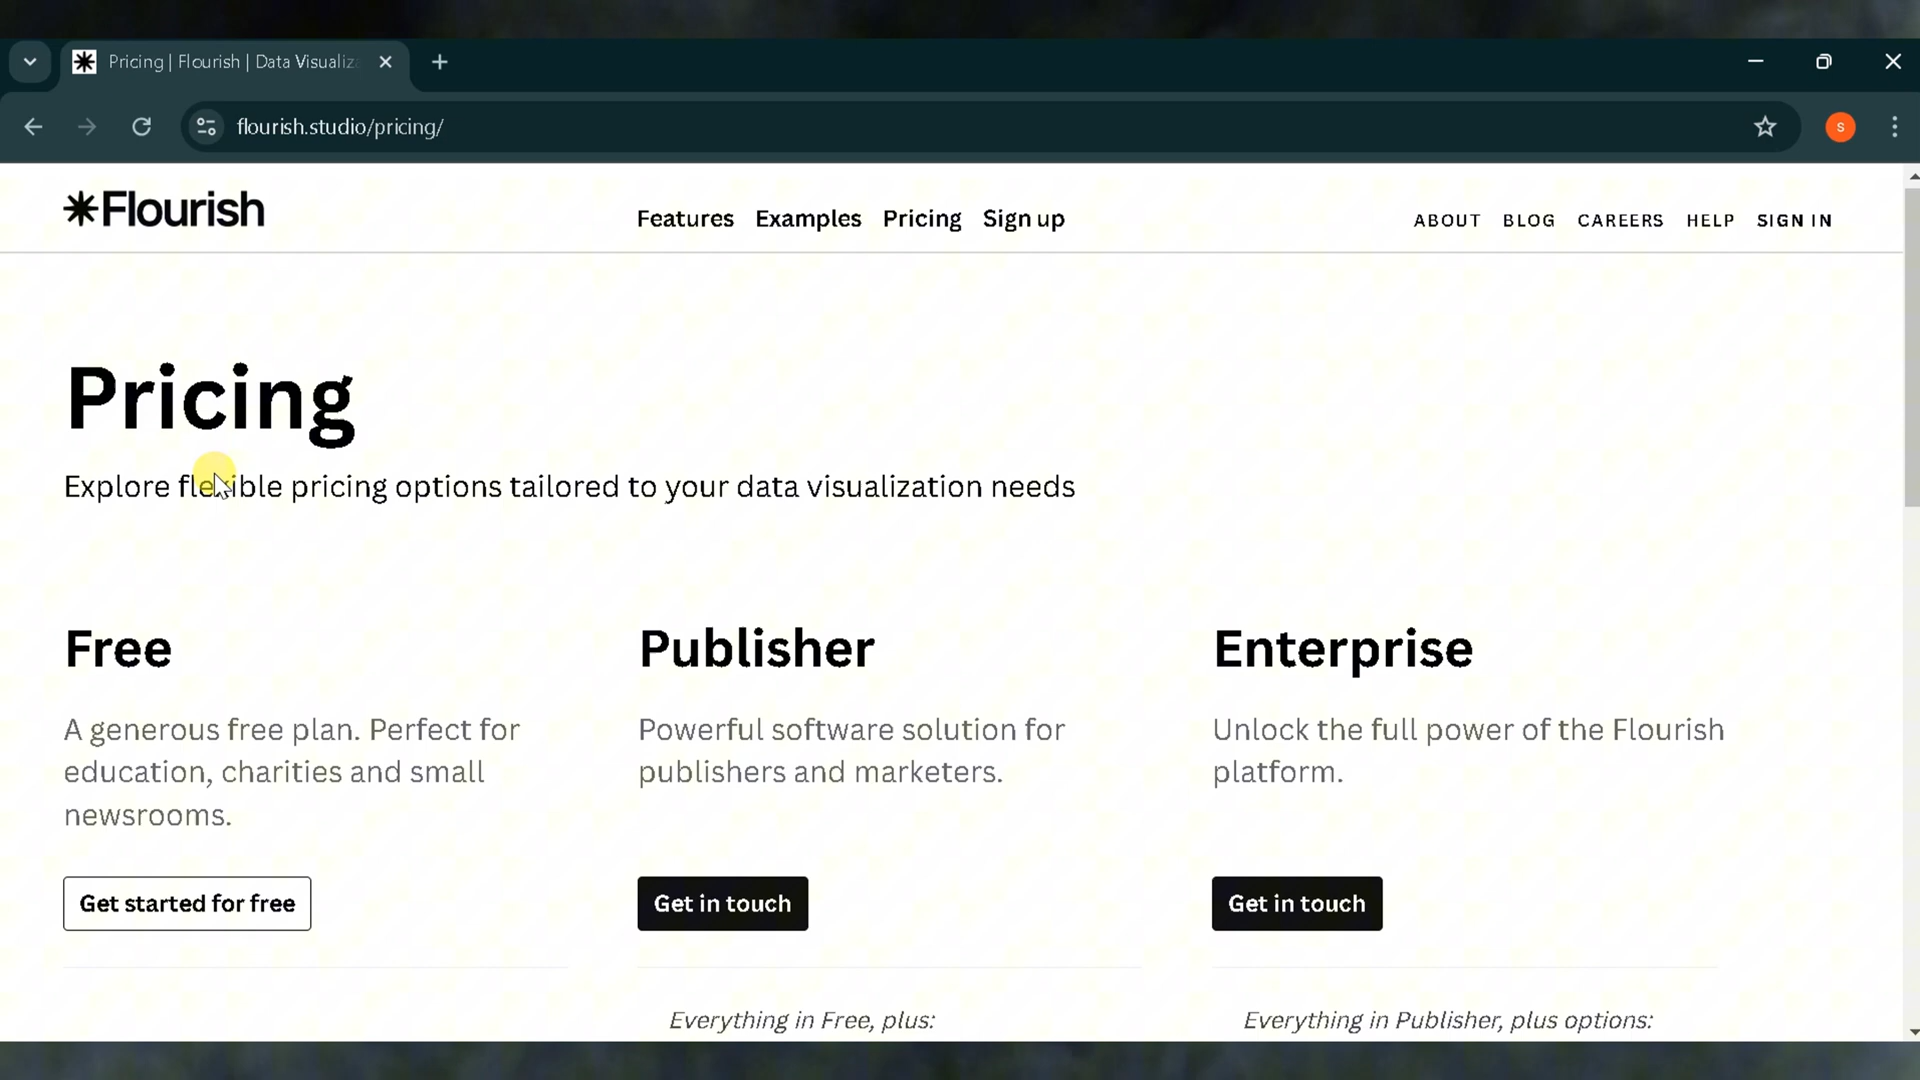 Pricing | Flourish | Data Visualiz
flourish.studio/pricing/
S
Flourish
Features Examples Pricing Sign up
ABOUT BLOG CAREERS HELP SIGN IN
Pricing
Explore flexible pricing options tailored to your data visualization needs
Free
A generous free plan. Perfect for
education, charities and small
newsrooms.
Get started for free
Publisher
Powerful software solution for
publishers and marketers.
Get in touch
Everything in Free, plus:
Enterprise
Unlock the full power of the Flourish
platform.
Get in touch
Everything in Publisher, plus options: